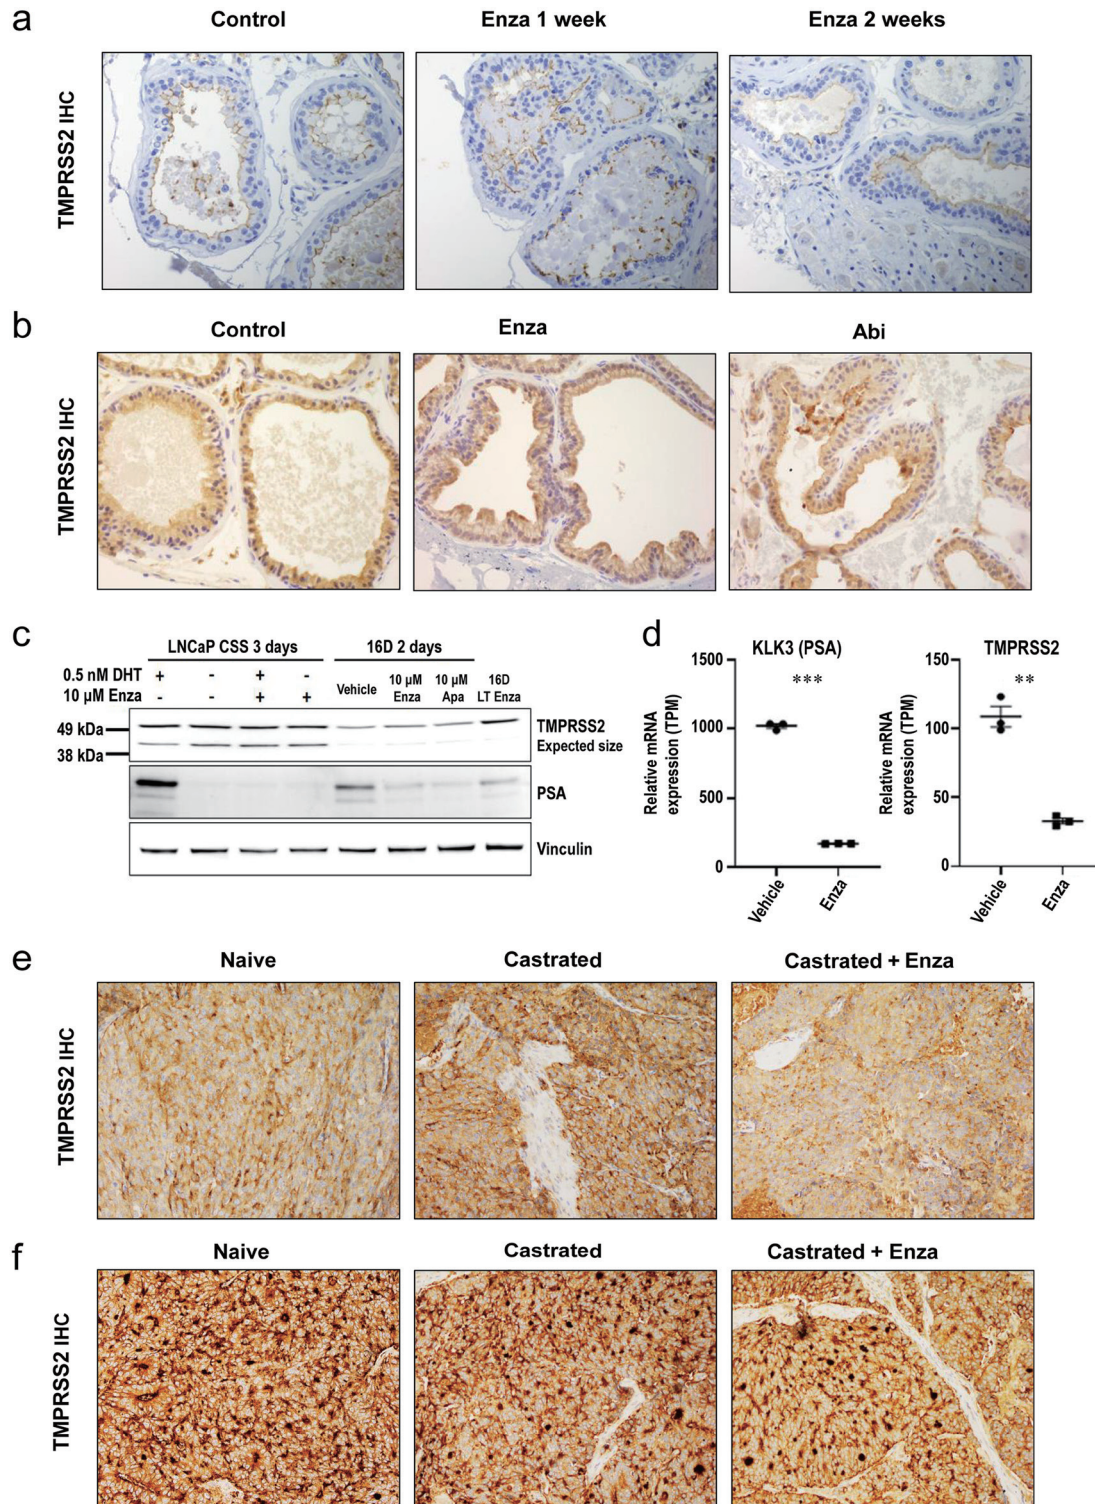 a
Control
Enza 1 week
Enza 2 weeks
TMPRSS2 IHC
b
Control
Enza
Abi
TMPRSS2 IHC
c
LNCaP CSS 3 days
16D 2 days
0.5 nM DHT + - + -
10 µM Enza - - + +
Vehicle
10 µM Enza
10 µM Apa
16D LT Enza
49 kDa
38 kDa
TMPRSS2
Expected size
PSA
Vinculin
d
KLK3 (PSA)
Relative mRNA expression (TPM)
1500
1000
500
0
***
Vehicle
Enza
TMPRSS2
Relative mRNA expression (TPM)
150
100
50
0
**
Vehicle
Enza
e
Naive
Castrated
Castrated + Enza
TMPRSS2 IHC
f
Naive
Castrated
Castrated + Enza
TMPRSS2 IHC